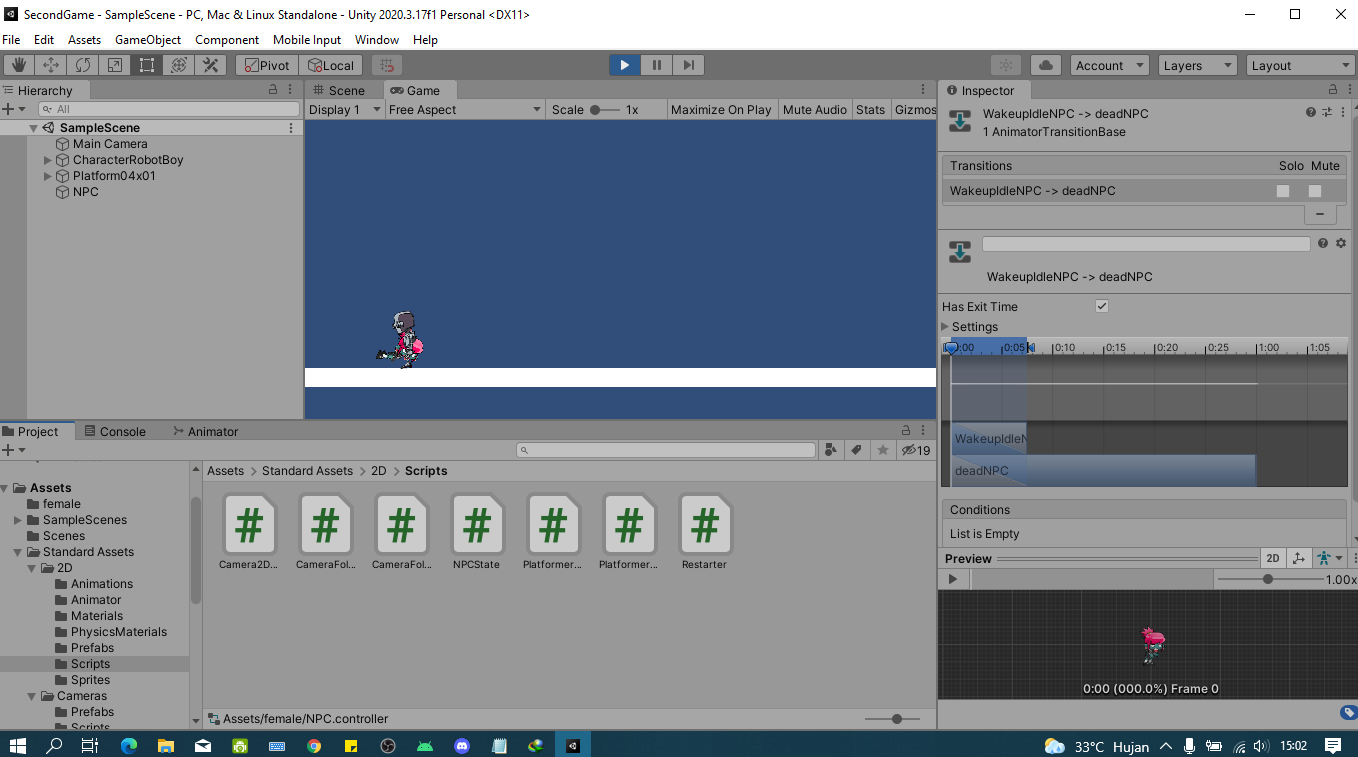 SecondGame - SampleScene - PC, Mac & Linux Standalone - Unity 2020.3.17f1 Personal <DX11>
File Edit Assets GameObject Component Mobile Input Window Help
Pivot Local Account Layers Layout
Hierarchy
All
SampleScene
Main Camera
CharacterRobotBoy
Platform04x01
NPC
Scene Game
Display 1 Free Aspect Scale 1x Maximize On Play Mute Audio Stats Gizmos
Inspector
WakeupIdleNPC -> deadNPC
1 AnimatorTransitionBase
Transitions Solo Mute
WakeupIdleNPC -> deadNPC
WakeupIdleNPC -> deadNPC
Has Exit Time
Settings
0:00 0:05 0:10 0:15 0:20 0:25 1:00 1:05
WakeupIdleN
deadNPC
Conditions
List is Empty
Preview 2D
1.00x
0:00 (000.0%) Frame 0
Project Console Animator
19
Assets
female
SampleScenes
Scenes
Standard Assets
2D
Animations
Animator
Materials
PhysicsMaterials
Prefabs
Scripts
Sprites
Cameras
Prefabs
Scripts
Assets > Standard Assets > 2D > Scripts
# # # # # # #
Camera2D... CameraFol... CameraFol... NPCState Platformer... Platformer... Restarter
Assets/female/NPC.controller
33°C Hujan 15:02